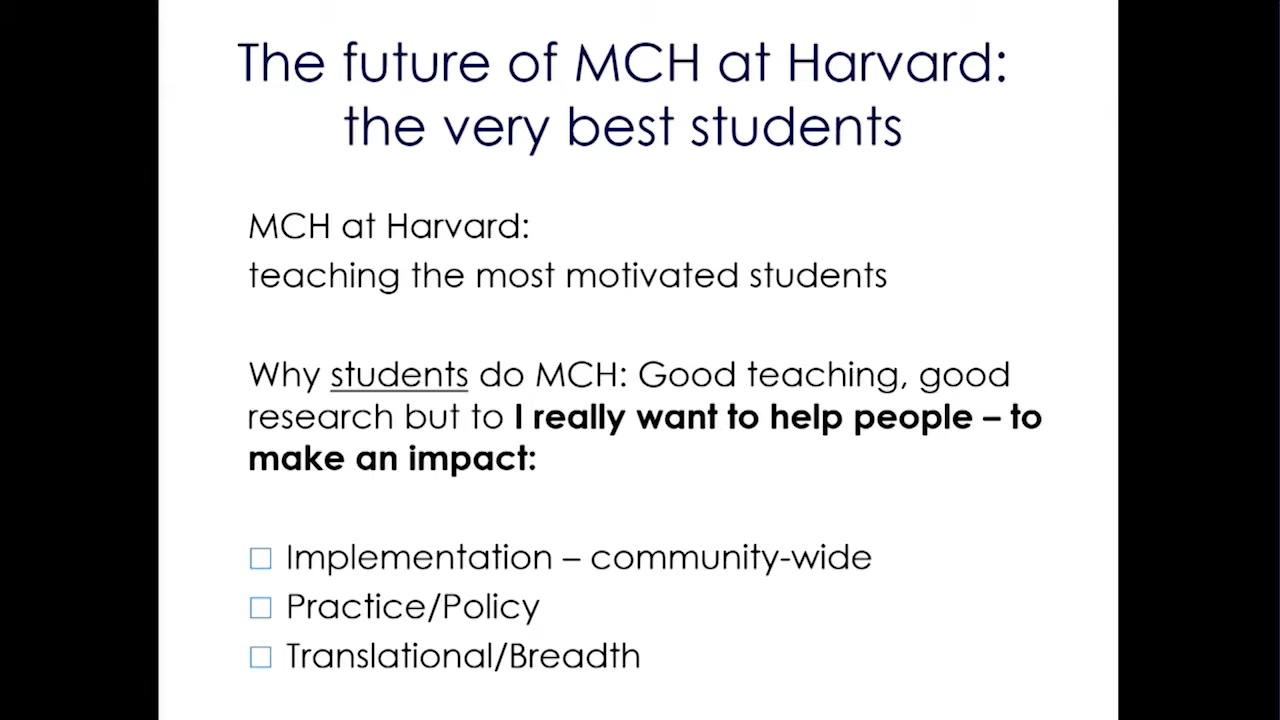 The future of MCH at Harvard:
the very best students
MCH at Harvard:
teaching the most motivated students
Why students do MCH: Good teaching, good
research but to I really want to help people – to
make an impact:
Implementation – community-wide
Practice/Policy
Translational/Breadth